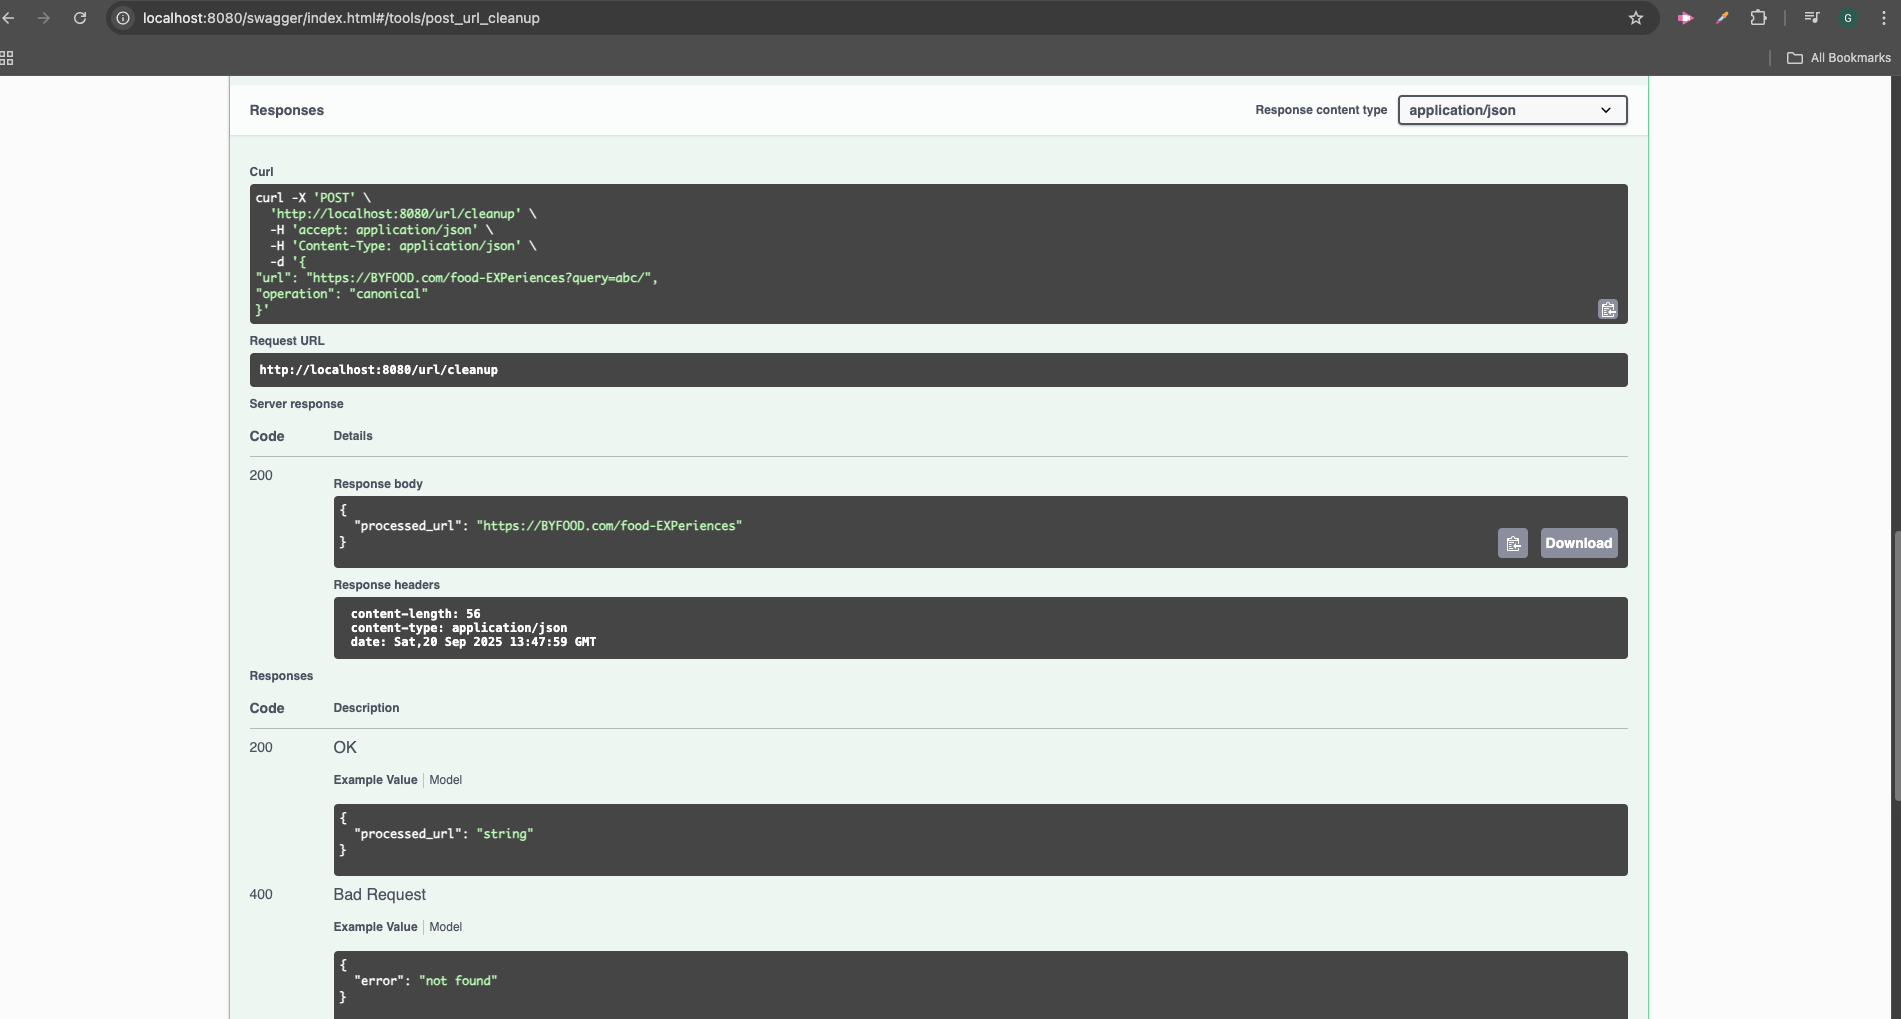 localhost:8080/swagger/index.html#/tools/post_url_cleanup
G
All Bookmarks
Responses
Response content type
application/json
Curl
curl -X 'POST' \
'http://localhost:8080/url/cleanup' \
-H 'accept: application/json' \
-H 'Content-Type: application/json' \
-d '{
"url": "https://BYFOOD.com/food-EXPeriences?query=abc/",
"operation": "canonical"
}'
Request URL
http://localhost:8080/url/cleanup
Server response
Code Details
200
Response body
{
"processed_url": "https://BYFOOD.com/food-EXPeriences"
}
Download
Response headers
content-length: 56
content-type: application/json
date: Sat,20 Sep 2025 13:47:59 GMT
Responses
Code Description
200 OK
Example Value Model
{
"processed_url": "string"
}
400 Bad Request
Example Value Model
{
"error": "not found"
}